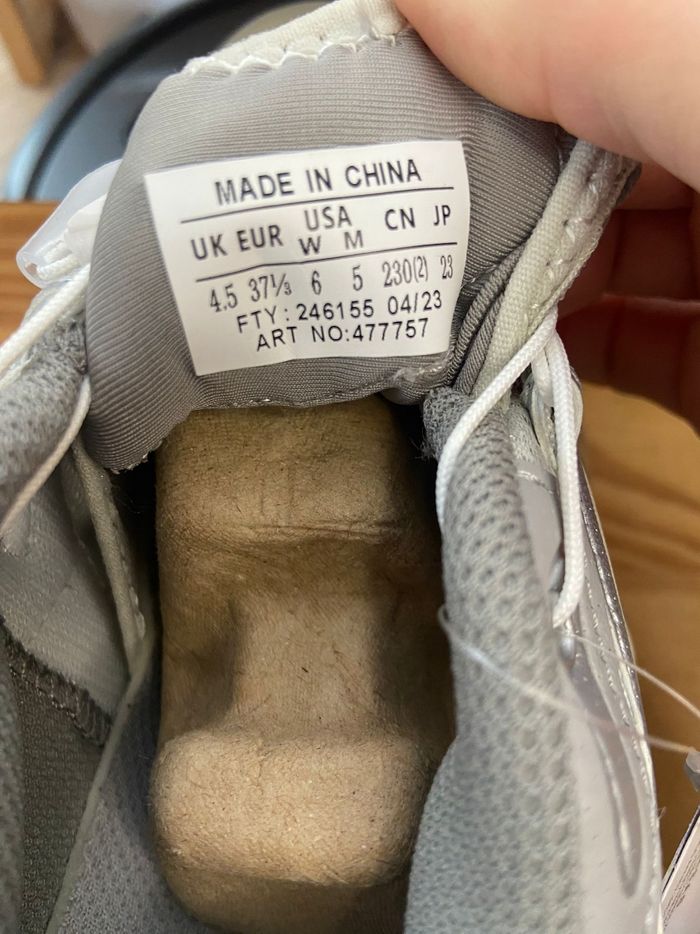 MADE IN CHINA
UK EUR USA W M CN JP
4.5 37⅓ 6 5 230(2) 23
FTY: 246155 04/23
ART NO:477757